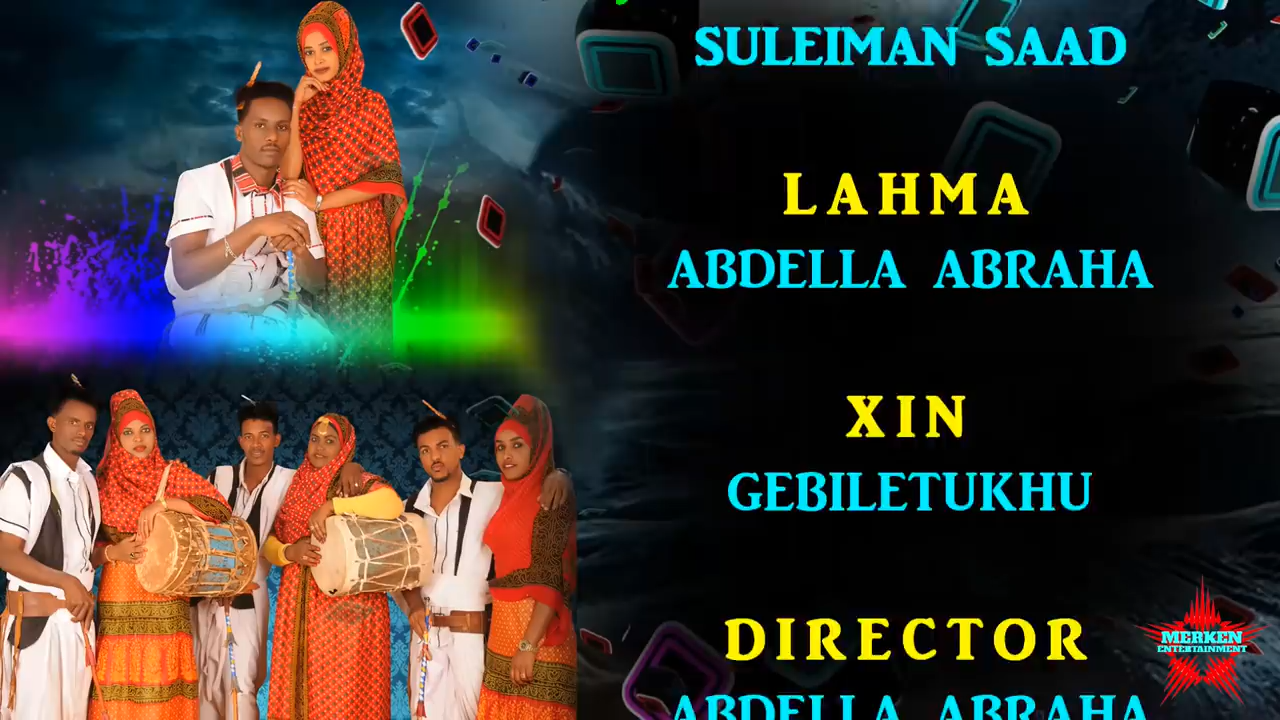 SULEIMAN SAAD
LAHMA
ABDELLA ABRAHA
XIN
GEBILETUKHU
DIRECTOR
ABDELLA ABRAHA
MERKEN
ENTERTAINMENT